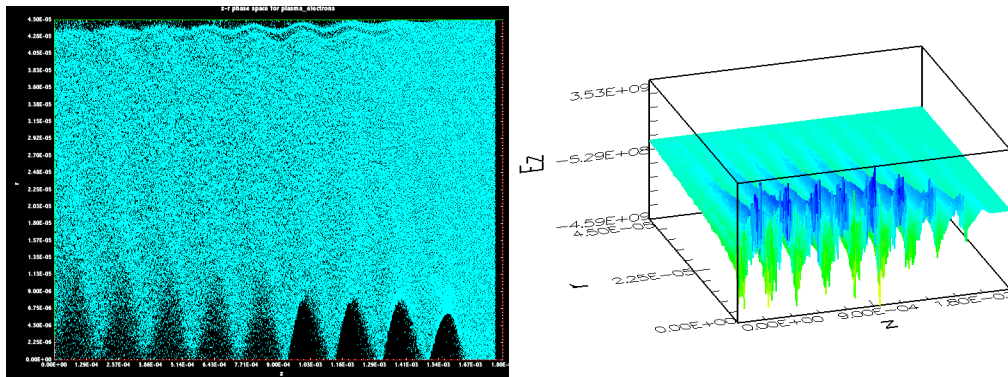 z-r phase space for plasma_electrons
4.50E-05
4.28E-05
4.05E-05
3.83E-05
3.60E-05
3.38E-05
3.15E-05
2.92E-05
2.70E-05
2.47E-05
2.25E-05
2.03E-05
1.80E-05
1.57E-05
1.35E-05
9.00E-06
6.75E-06
4.50E-06
2.25E-06
0.00E+00
r
0.00E+00 1.29E-04 2.57E-04 3.86E-04 5.14E-04 6.43E-04 7.71E-04 9.00E-04 1.03E-03 1.16E-03 1.29E-03 1.41E-03 1.54E-03 1.67E-03
z
3.53E+09
-5.29E+08
-4.59E+09
Ez
4.50E-05
2.25E-05
0.00E+00
r
0.00E+00
9.00E-04
1.80E-03
z